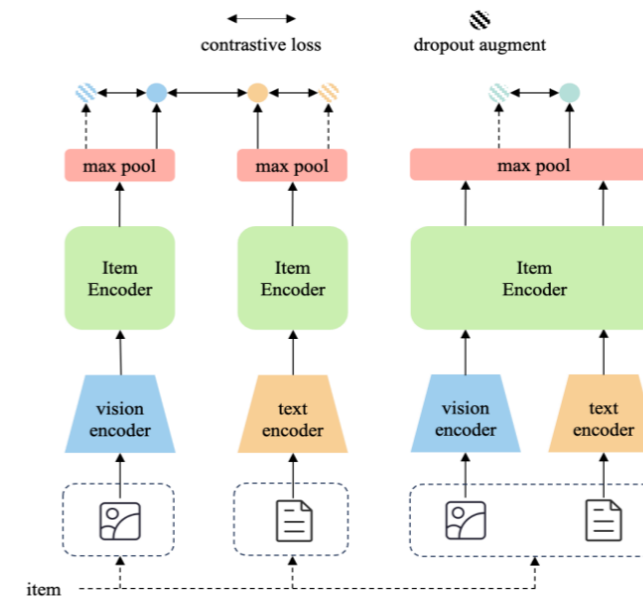 contrastive loss
dropout augment
max pool
max pool
max pool
Item
Encoder
Item
Encoder
Item
Encoder
vision
encoder
text
encoder
vision
encoder
text
encoder
item